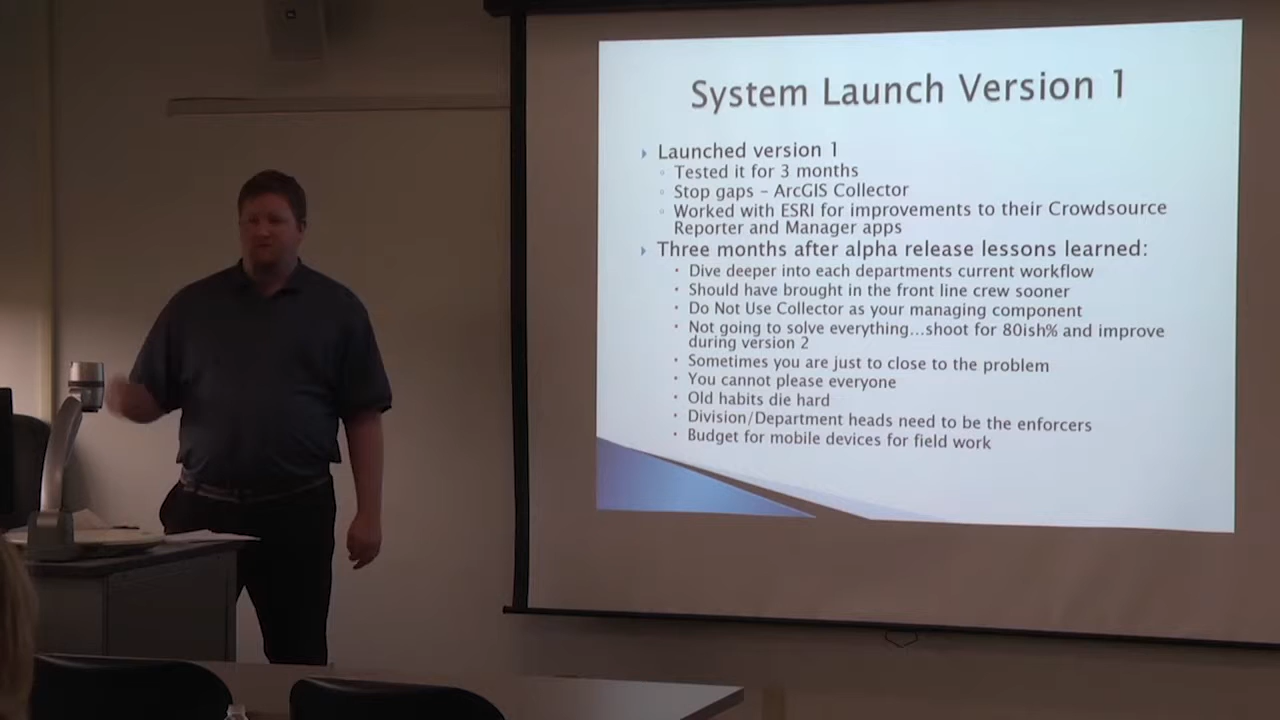 System Launch Version 1
Launched version 1
Tested it for 3 months
Stop gaps – ArcGIS Collector
Worked with ESRI for improvements to their Crowdsource
Reporter and Manager apps
Three months after alpha release lessons learned:
Dive deeper into each departments current workflow
Should have brought in the front line crew sooner
Do Not Use Collector as your managing component
Not going to solve everything...shoot for 80ish% and improve
during version 2
Sometimes you are just to close to the problem
You cannot please everyone
Old habits die hard
Division/Department heads need to be the enforcers
Budget for mobile devices for field work